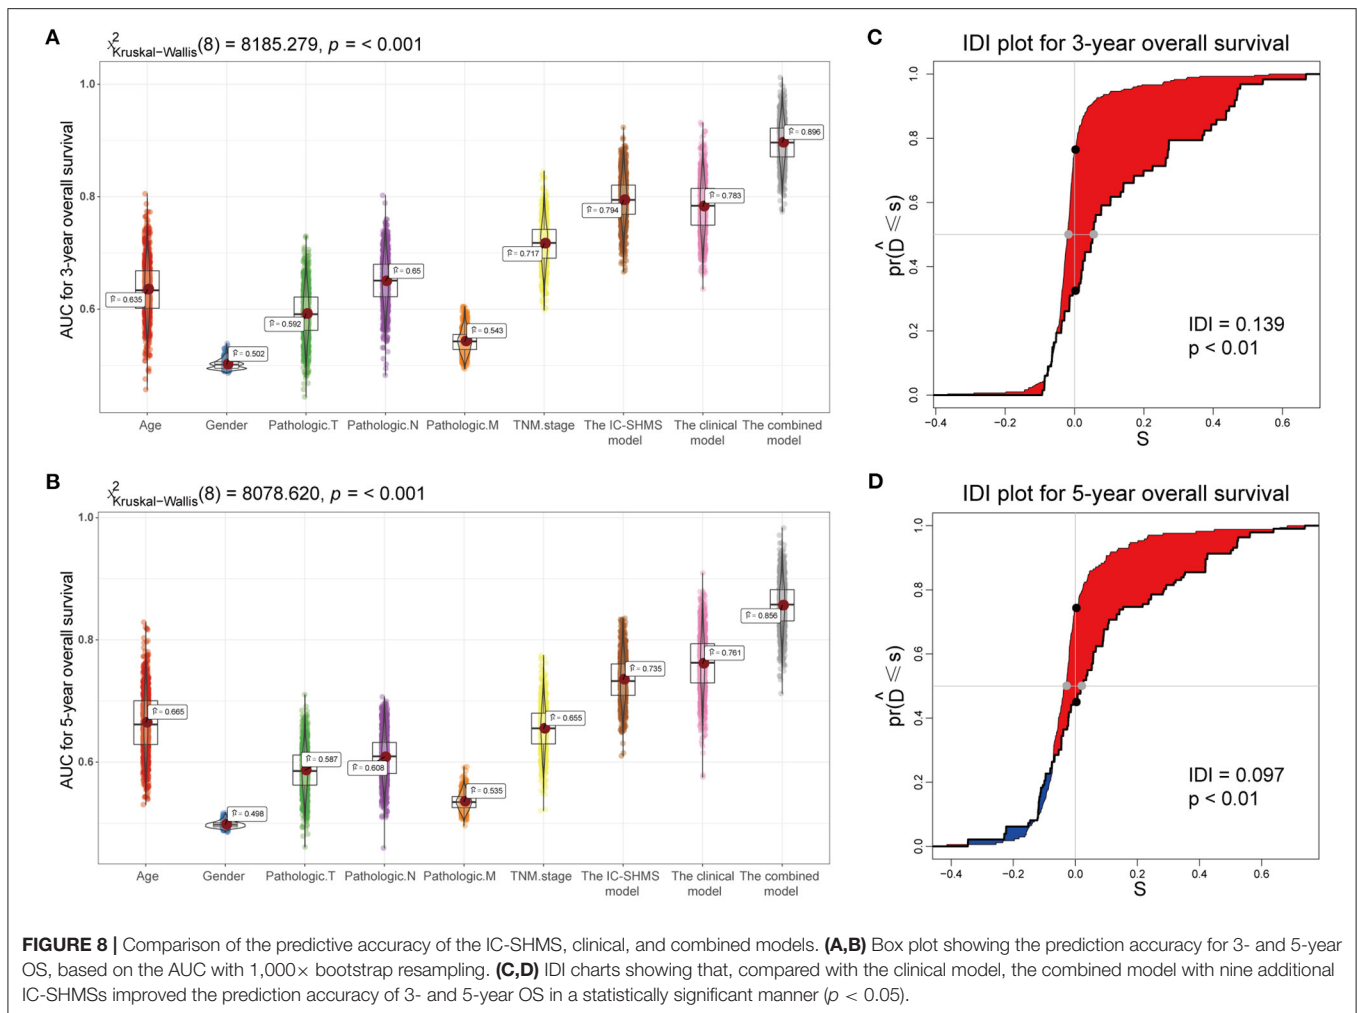 A
χ²Kruskal−Wallis(8) = 8185.279, p = < 0.001
AUC for 3-year overall survival
1.0
0.8
0.6
μ̂ = 0.635
μ̂ = 0.502
μ̂ = 0.592
μ̂ = 0.65
μ̂ = 0.543
μ̂ = 0.717
μ̂ = 0.794
μ̂ = 0.783
μ̂ = 0.896
Age
Gender
Pathologic.T
Pathologic.N
Pathologic.M
TNM.stage
The IC-SHMS
model
The clinical
model
The combined
model
C
IDI plot for 3-year overall survival
pr(D̂ ⩽ s)
1.0
0.8
0.6
0.4
0.2
0.0
IDI = 0.139
p < 0.01
−0.4 −0.2 0.0 0.2 0.4 0.6
S
B
χ²Kruskal−Wallis(8) = 8078.620, p = < 0.001
AUC for 5-year overall survival
1.0
0.8
0.6
μ̂ = 0.665
μ̂ = 0.498
μ̂ = 0.587
μ̂ = 0.608
μ̂ = 0.535
μ̂ = 0.655
μ̂ = 0.735
μ̂ = 0.761
μ̂ = 0.856
Age
Gender
Pathologic.T
Pathologic.N
Pathologic.M
TNM.stage
The IC-SHMS
model
The clinical
model
The combined
model
D
IDI plot for 5-year overall survival
pr(D̂ ⩽ s)
1.0
0.8
0.6
0.4
0.2
0.0
IDI = 0.097
p < 0.01
−0.4 −0.2 0.0 0.2 0.4 0.6
S
FIGURE 8 | Comparison of the predictive accuracy of the IC-SHMS, clinical, and combined models. (A,B) Box plot showing the prediction accuracy for 3- and 5-year
OS, based on the AUC with 1,000× bootstrap resampling. (C,D) IDI charts showing that, compared with the clinical model, the combined model with nine additional
IC-SHMSs improved the prediction accuracy of 3- and 5-year OS in a statistically significant manner (p < 0.05).